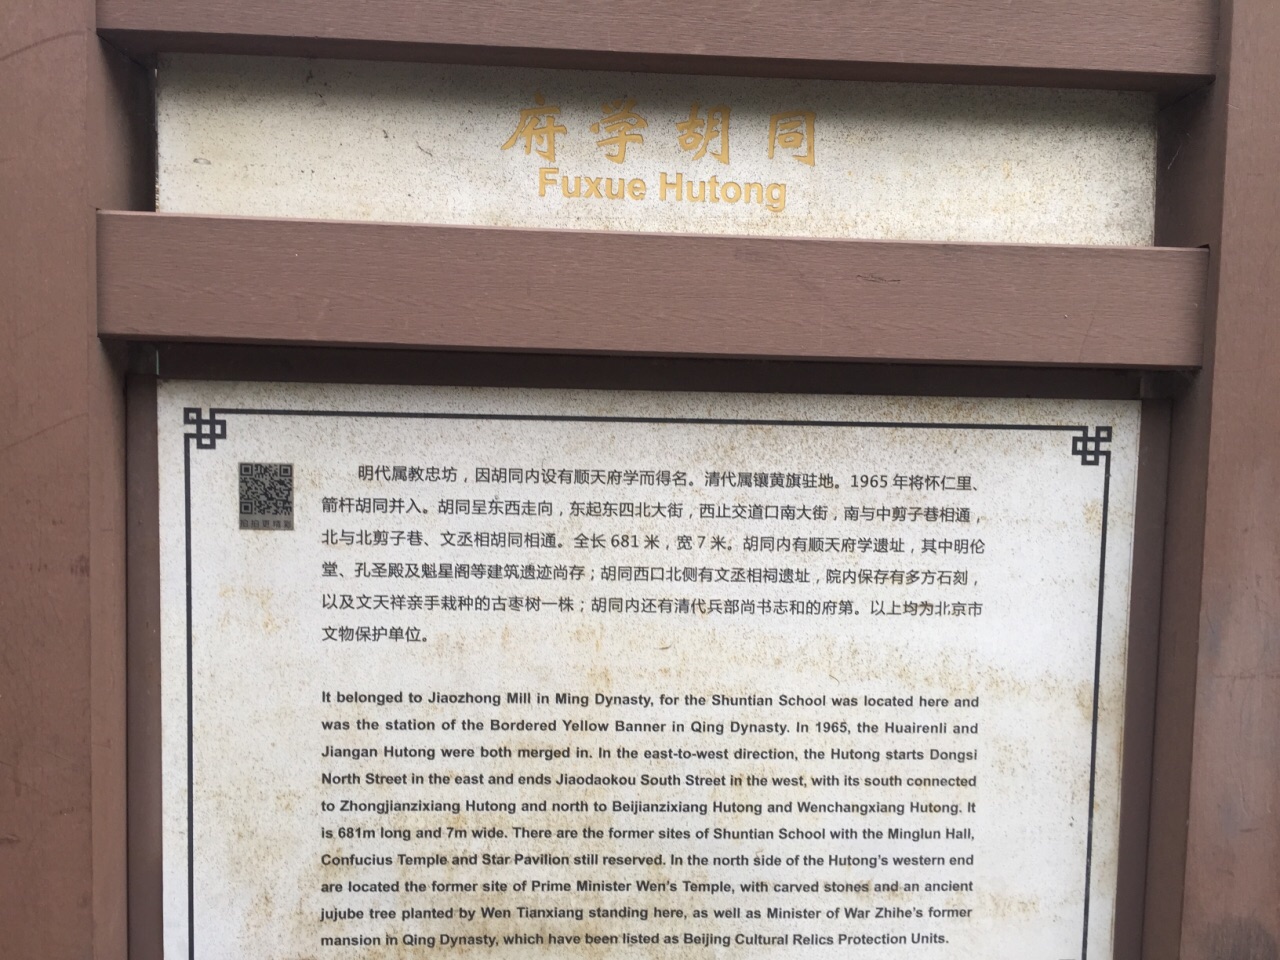 府学胡同
Fuxue Hutong
明代属教忠坊，因胡同内设有顺天府学而得名。清代属镶黄旗驻地。1965年将怀仁里、
箭杆胡同并入。胡同呈东西走向，东起东四北大街，西止交道口南大街，南与中剪子巷相通，
北与北剪子巷、文丞相胡同相通。全长681米，宽7米。胡同内有顺天府学遗址，其中明伦
堂、孔圣殿及魁星阁等建筑遗迹尚存；胡同西口北侧有文丞相祠遗址，院内保存有多方石刻，
以及文天祥亲手栽种的古枣树一株；胡同内还有清代兵部尚书志和的府第。以上均为北京市
文物保护单位。
It belonged to Jiaozhong Mill in Ming Dynasty, for the Shuntian School was located here and
was the station of the Bordered Yellow Banner in Qing Dynasty. In 1965, the Huairenli and
Jiangan Hutong were both merged in. In the east-to-west direction, the Hutong starts Dongsi
North Street in the east and ends Jiaodaokou South Street in the west, with its south connected
to Zhongjianzixiang Hutong and north to Beijianzixiang Hutong and Wenchangxiang Hutong. It
is 681m long and 7m wide. There are the former sites of Shuntian School with the Minglun Hall,
Confucius Temple and Star Pavilion still reserved. In the north side of the Hutong's western end
are located the former site of Prime Minister Wen's Temple, with carved stones and an ancient
jujube tree planted by Wen Tianxiang standing here, as well as Minister of War Zhihe's former
mansion in Qing Dynasty, which have been listed as Beijing Cultural Relics Protection Units.